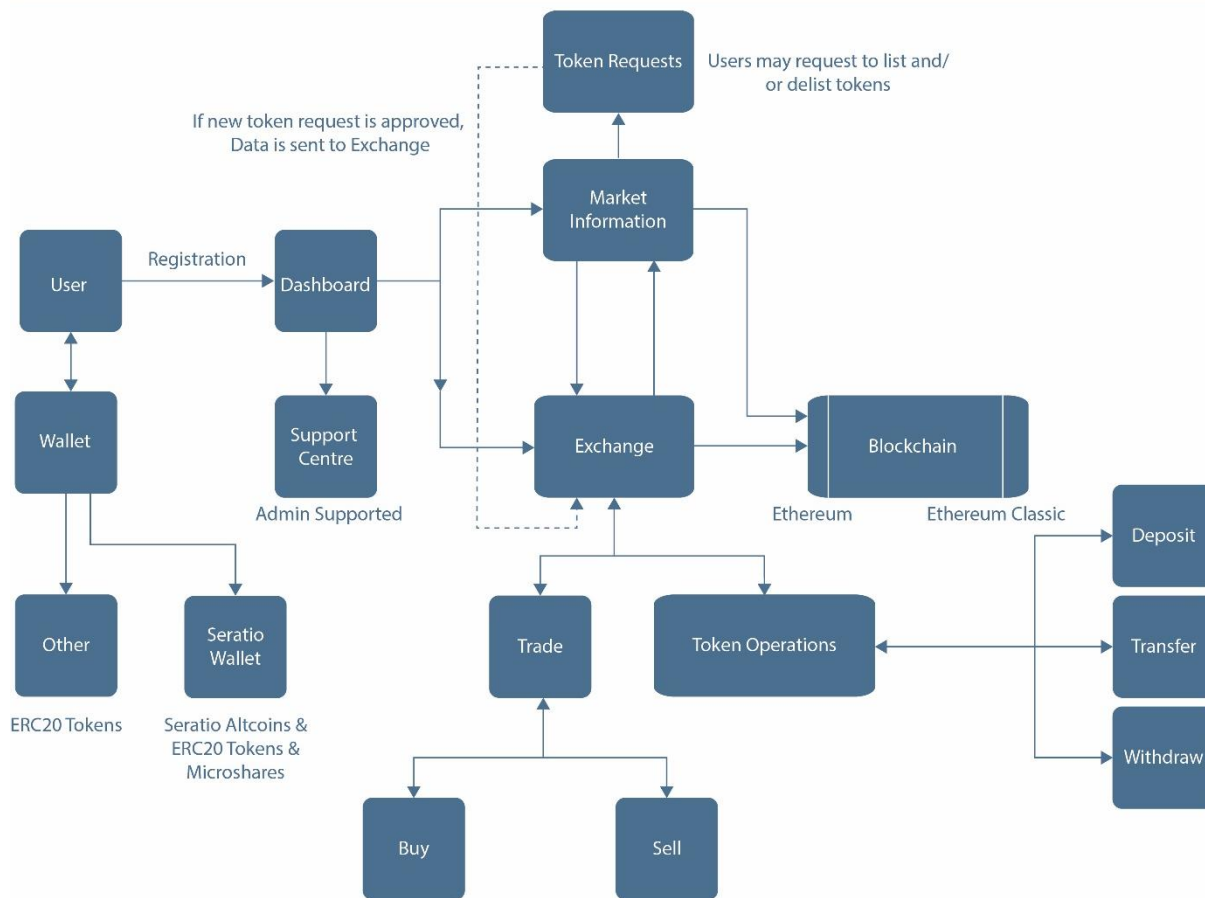 Token Requests
Users may request to list and/
or delist tokens
If new token request is approved,
Data is sent to Exchange
Market
Information
User
Registration
Dashboard
Wallet
Support
Centre
Admin Supported
Exchange
Blockchain
Ethereum
Ethereum Classic
Deposit
Other
Seratio
Wallet
Trade
Token Operations
Transfer
ERC20 Tokens
Seratio Altcoins &
ERC20 Tokens &
Microshares
Withdraw
Buy
Sell